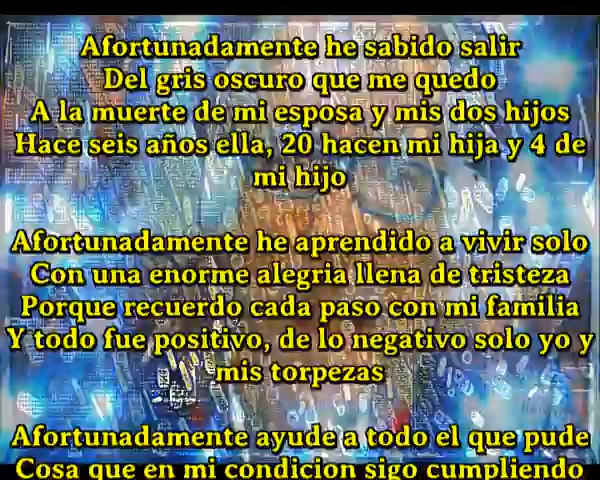 Afortunadamente he sabido salir
Del gris oscuro que me quedo
A la muerte de mi esposa y mis dos hijos
Hace seis años ella, 20 hacen mi hija y 4 de
mi hijo
Afortunadamente he aprendido a vivir solo
Con una enorme alegria llena de tristeza
Porque recuerdo cada paso con mi familia
Y todo fue positivo, de lo negativo solo yo y
mis torpezas
Afortunadamente ayude a todo el que pude
Cosa que en mi condicion sigo cumpliendo